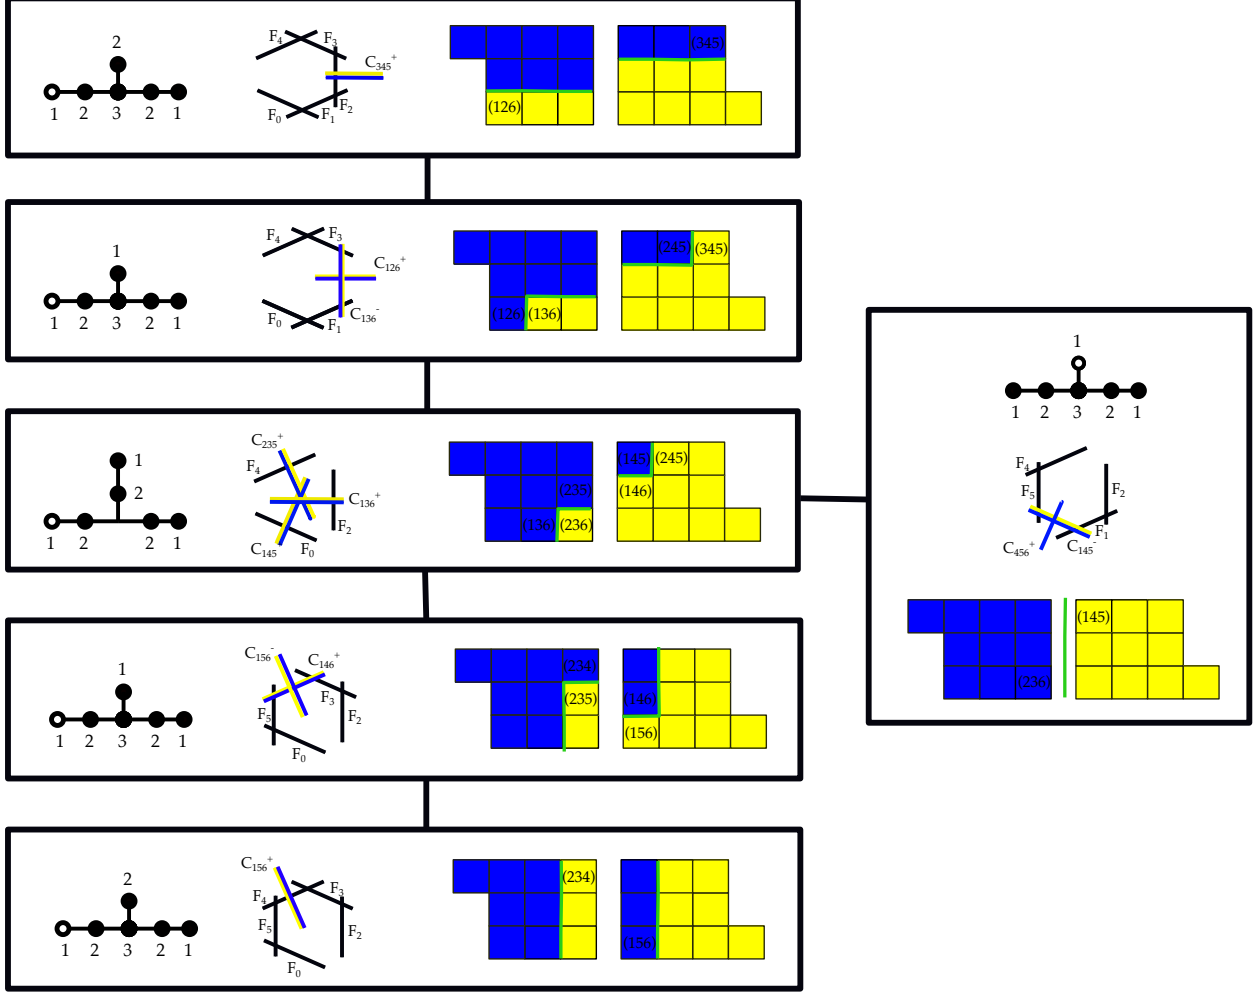 2
1 2 3 2 1
F4 F3
C345+
F2
F0 F1
(345)
(126)
1
1 2 3 2 1
F4 F3
C126+
F0 F1
C136-
(245) (345)
(126) (136)
1
2
1 2 2 1
C235+
F4
C136+
F2
C145 F0
(145) (245)
(235) (146)
(136) (236)
1
1 2 3 2 1
F4
F5 F2
F1
C456+ C145-
(145)
(236)
1
1 2 3 2 1
C156- C146+
F3
F5 F2
F0
(234)
(235) (146)
(156)
2
1 2 3 2 1
C156+
F4 F3
F5 F2
F0
(234)
(156)